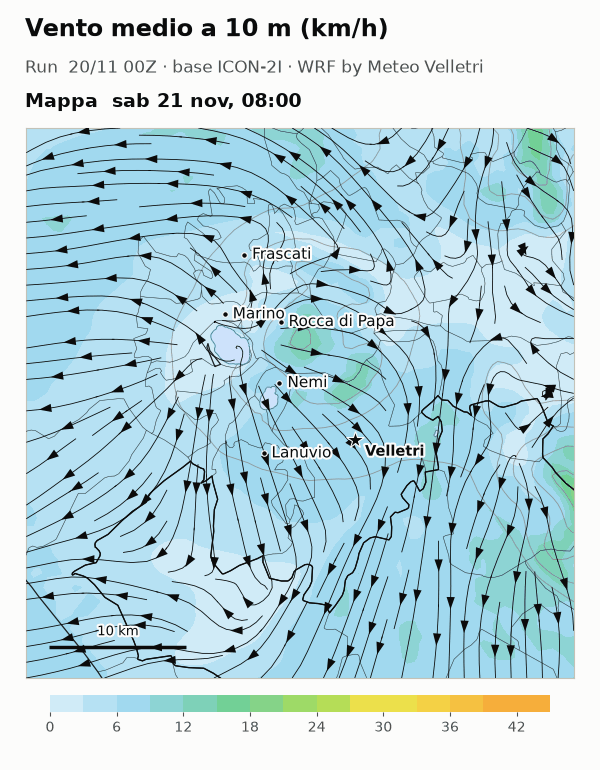 Vento medio a 10 m (km/h)
Run  20/11 00Z · base ICON-2I · WRF by Meteo Velletri
Mappa  sab 21 nov, 08:00
Frascati
Marino
Rocca di Papa
Nemi
Velletri
Lanuvio
10 km
0 6 12 18 24 30 36 42